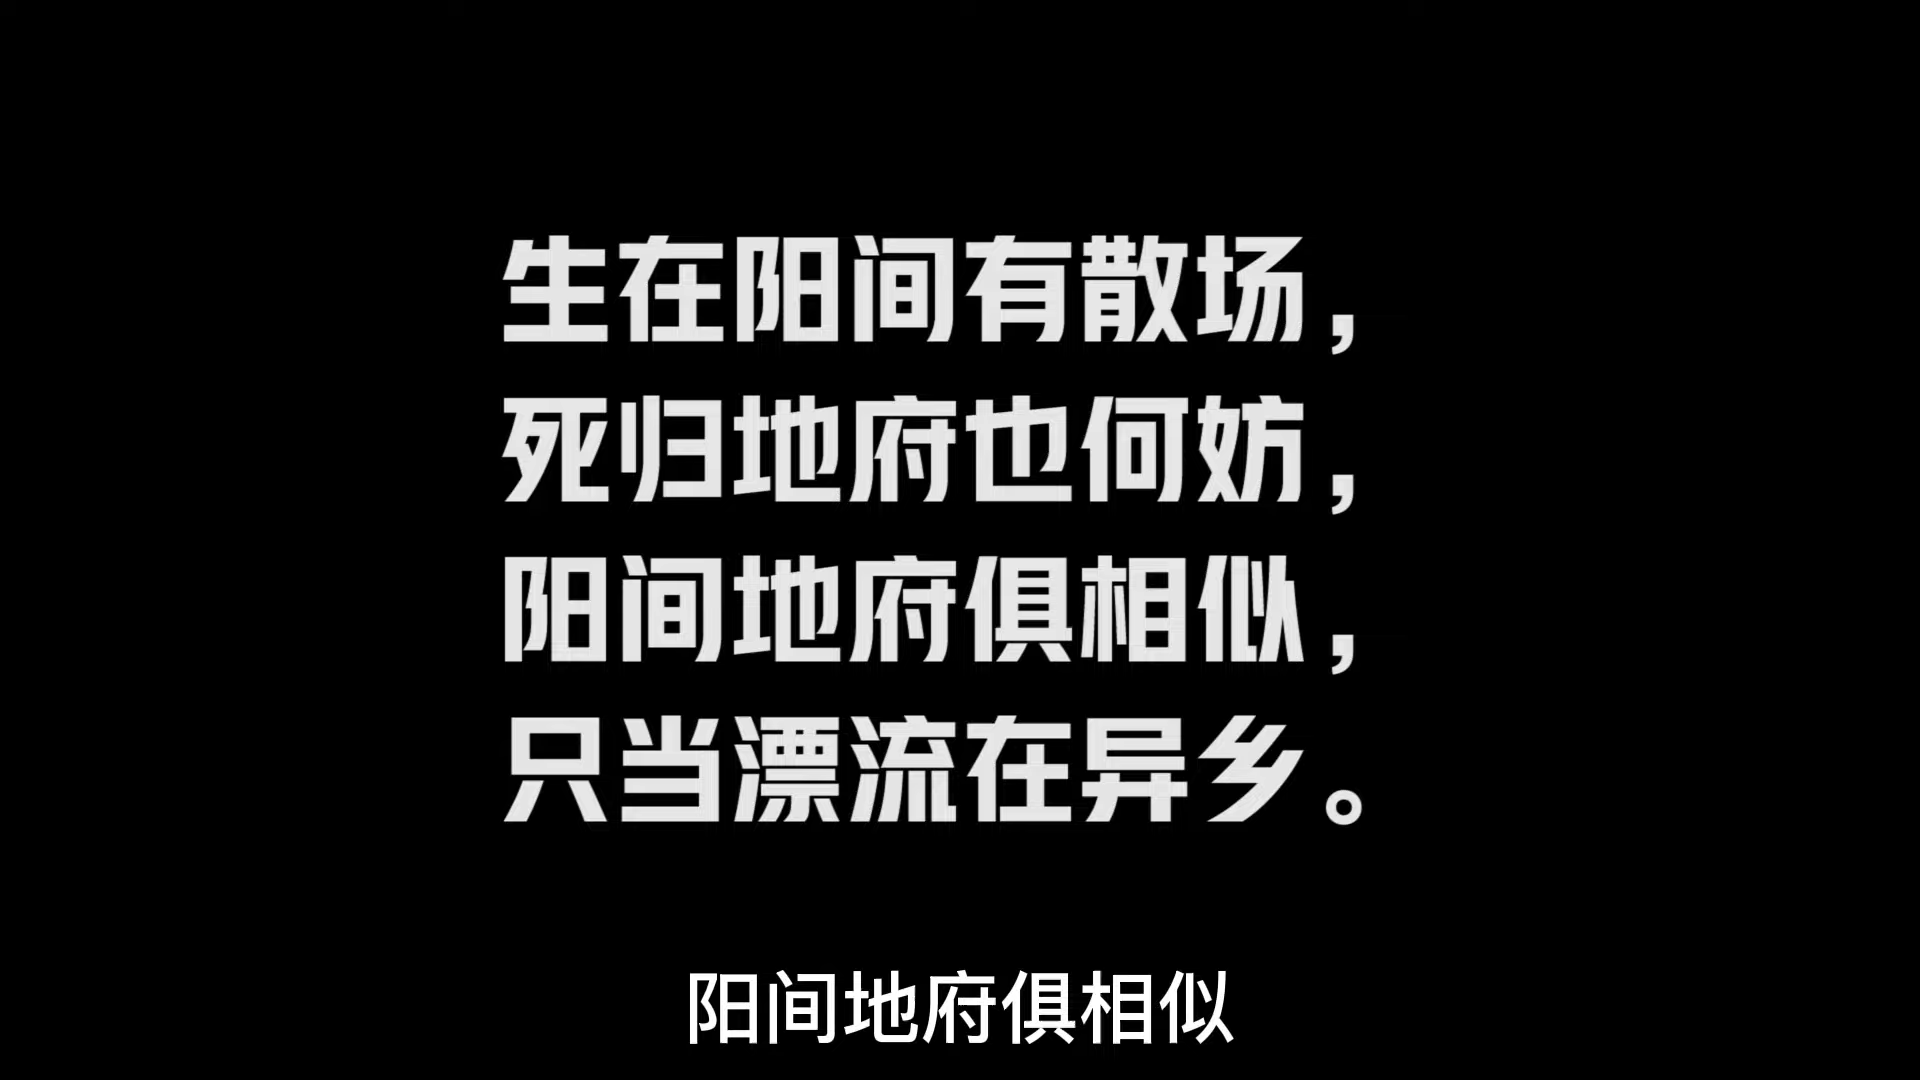 生在阳间有散场，
死归地府也何妨，
阳间地府俱相似，
只当漂流在异乡。
阳间地府俱相似